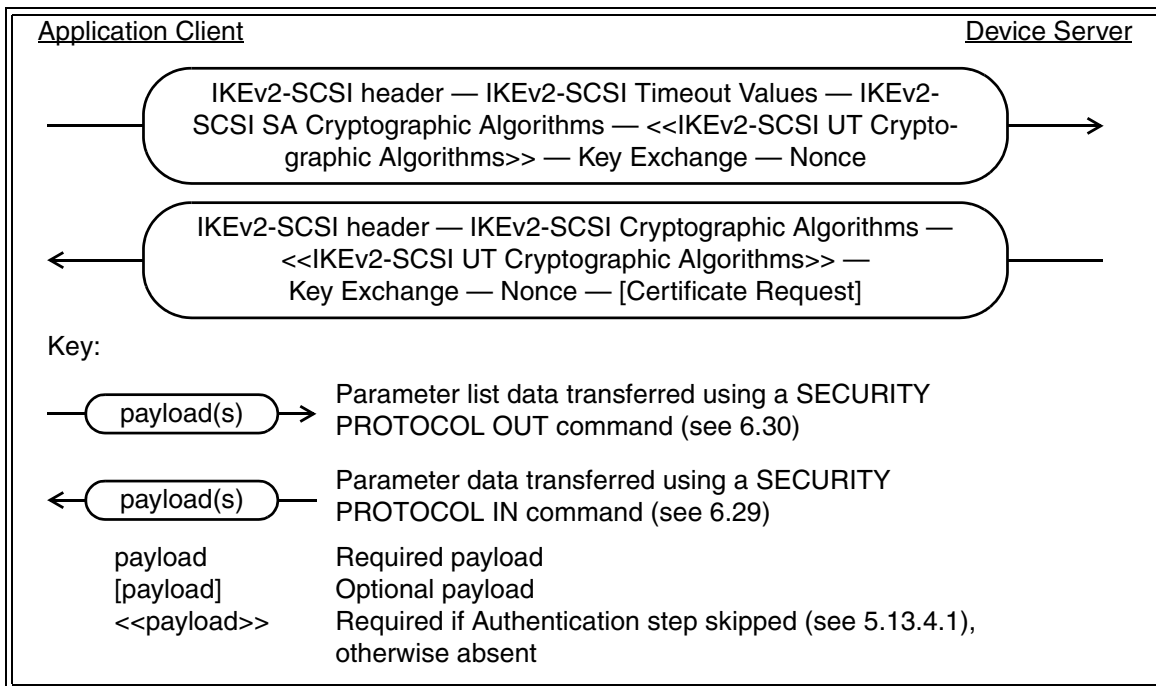 Application Client
Device Server
IKEv2-SCSI header — IKEv2-SCSI Timeout Values — IKEv2-
SCSI SA Cryptographic Algorithms — <<IKEv2-SCSI UT Crypto-
graphic Algorithms>> — Key Exchange — Nonce
IKEv2-SCSI header — IKEv2-SCSI Cryptographic Algorithms —
<<IKEv2-SCSI UT Cryptographic Algorithms>> —
Key Exchange — Nonce — [Certificate Request]
Key:
payload(s)
Parameter list data transferred using a SECURITY
PROTOCOL OUT command (see 6.30)
payload(s)
Parameter data transferred using a SECURITY
PROTOCOL IN command (see 6.29)
payload Required payload
[payload] Optional payload
<<payload>> Required if Authentication step skipped (see 5.13.4.1),
otherwise absent